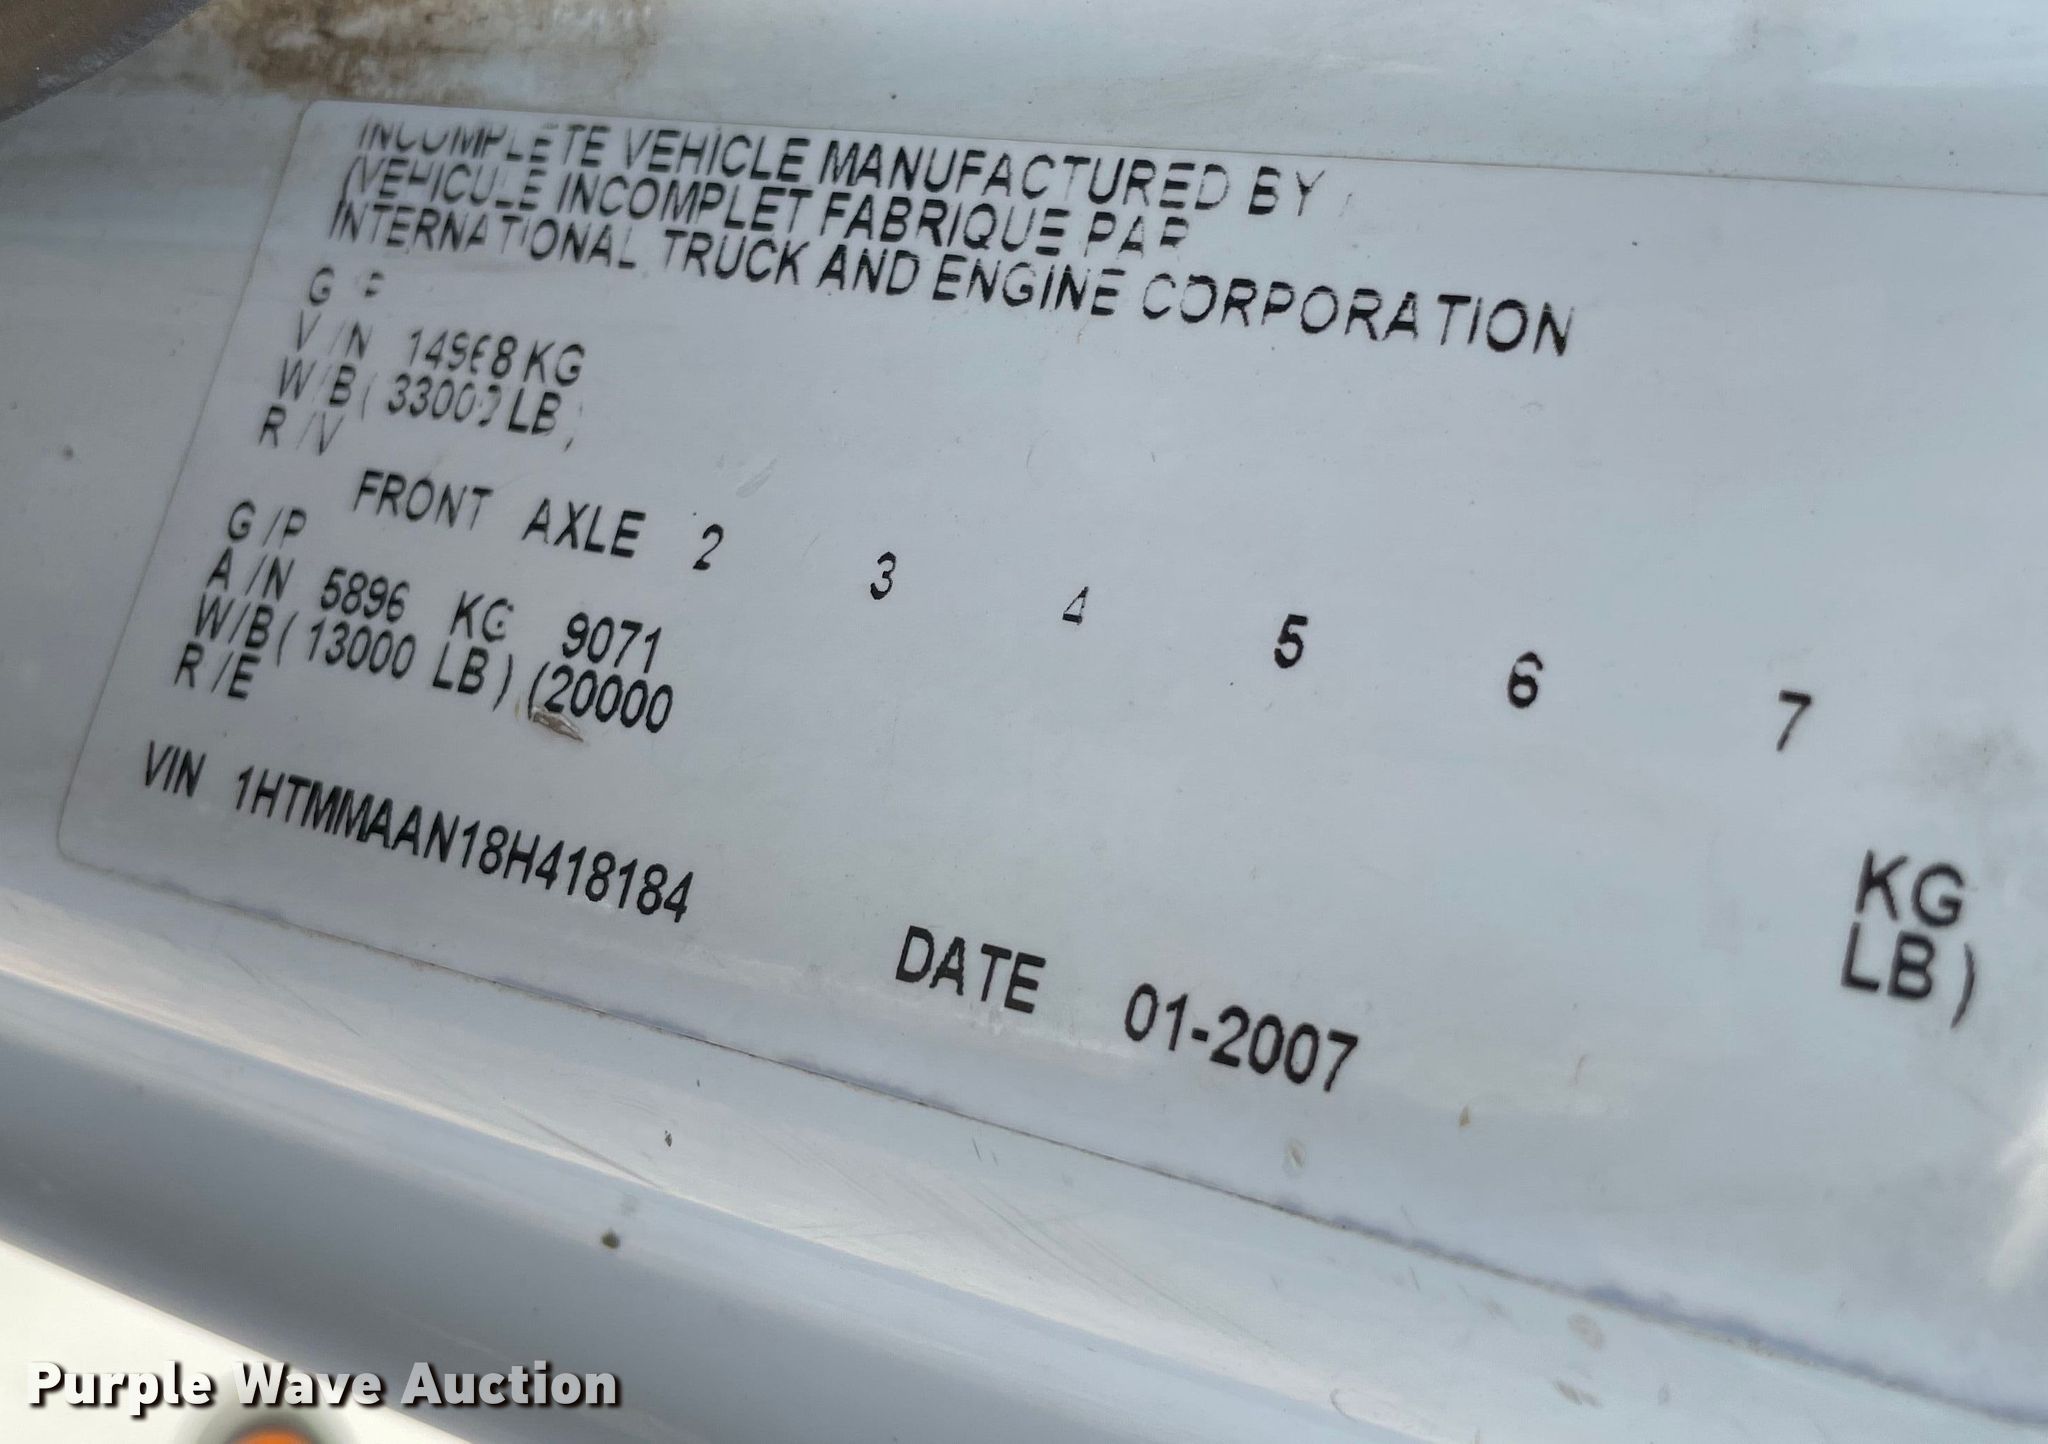 INCOMPLETE VEHICLE MANUFACTURED BY
(VEHICULE INCOMPLET FABRIQUE PAR
INTERNATIONAL TRUCK AND ENGINE CORPORATION
G P
V/N 14968 KG
W/B (33000 LB)
R/V
FRONT AXLE 2 3 4 5 6 7
G/P
A/N 5896 KG 9071 KG
W/B (13000 LB) (20000 LB)
R/E
VIN 1HTMMAAN18H418184
DATE 01-2007
Purple Wave Auction